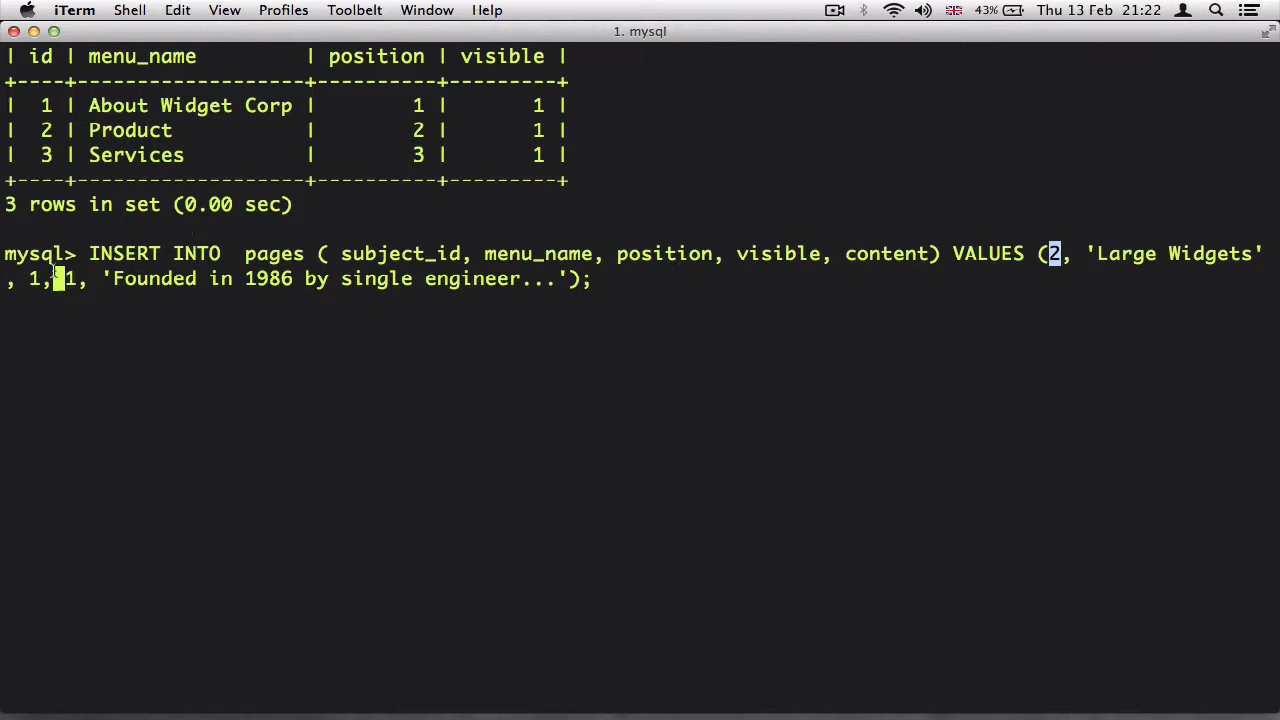 iTerm Shell Edit View Profiles Toolbelt Window Help 43% Thu 13 Feb 21:22
1. mysql
| id | menu_name | position | visible |
+----+-------------------+----------+---------+
| 1 | About Widget Corp | 1 | 1 |
| 2 | Product | 2 | 1 |
| 3 | Services | 3 | 1 |
+----+-------------------+----------+---------+
3 rows in set (0.00 sec)
mysql> INSERT INTO  pages ( subject_id, menu_name, position, visible, content) VALUES (2, 'Large Widgets'
, 1, 1, 'Founded in 1986 by single engineer...');